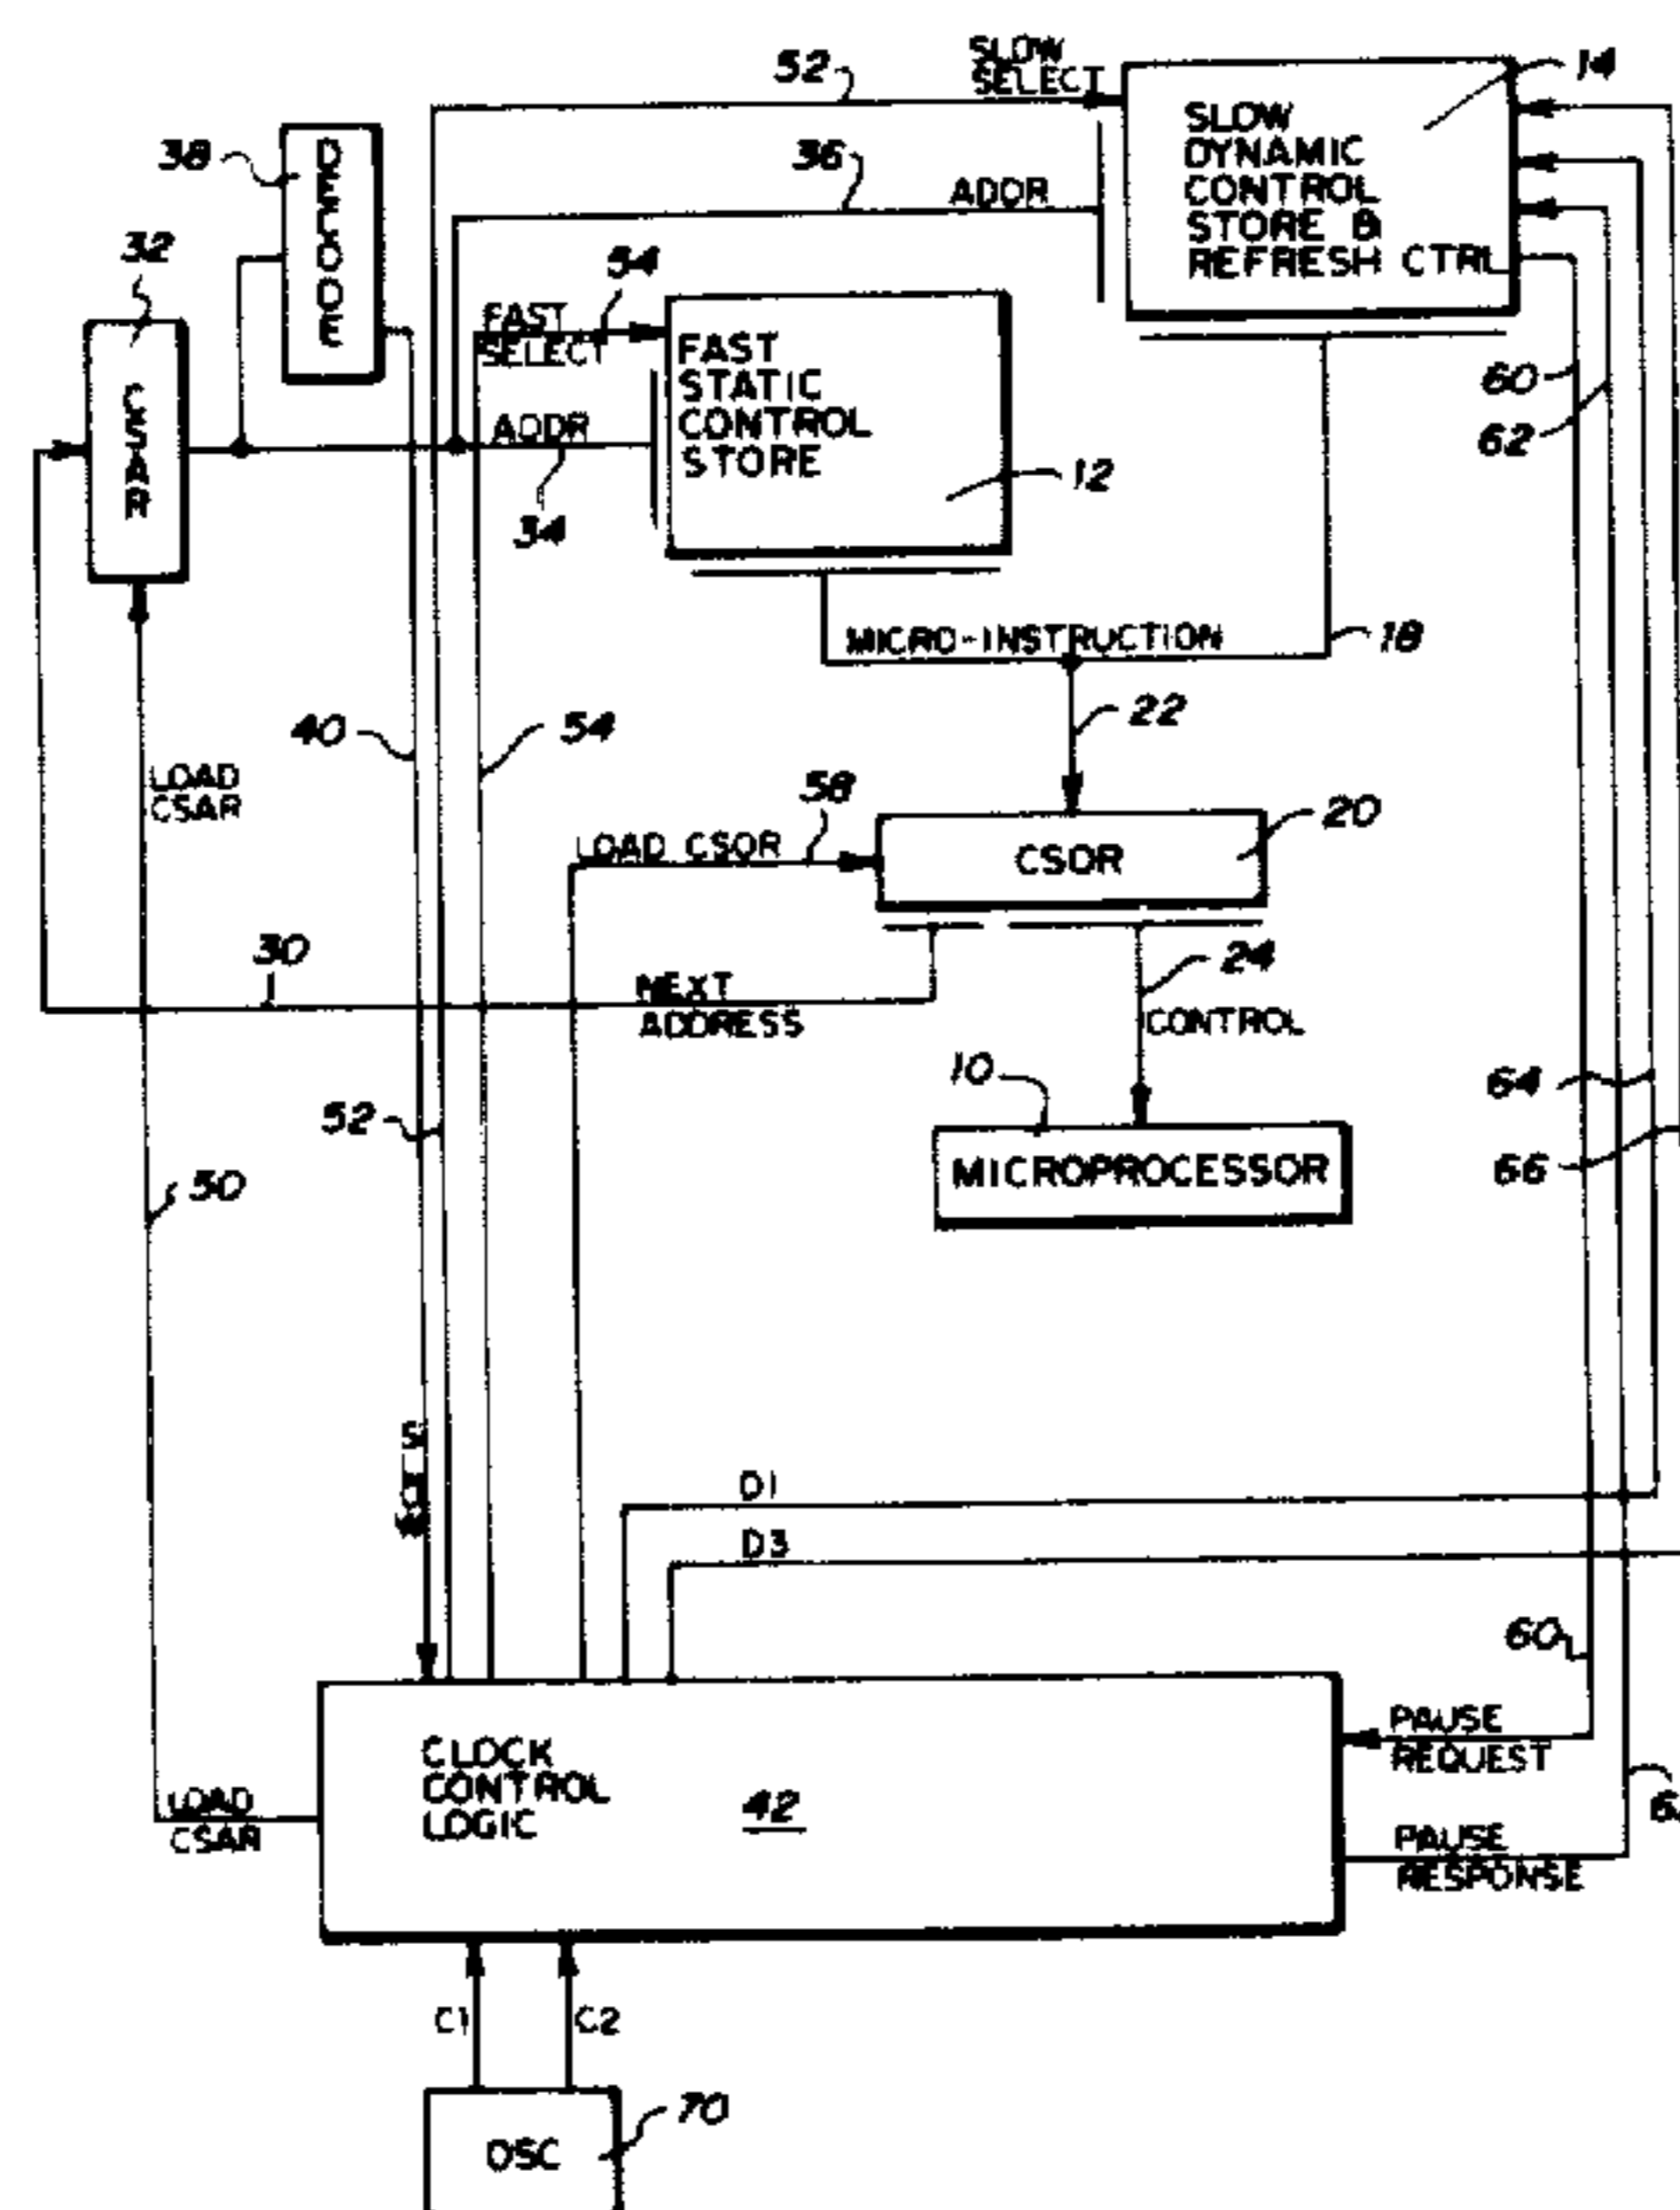 52
SLOW
SELECT
14
SLOW
DYNAMIC
CONTROL
STORE &
REFRESH CTRL
38
DECODE
36
ADDR
32
CSAR
54
FAST
SELECT
FAST
STATIC
CONTROL
STORE
ADDR
34
12
60
62
MICRO-INSTRUCTION
18
22
40
54
LOAD
CSAR
58
LOAD CSOR
CSOR
20
30
NEXT
ADDRESS
24
CONTROL
10
MICROPROCESSOR
52
50
64
66
D1
D3
60
PAUSE
REQUEST
PAUSE
RESPONSE
CLOCK
CONTROL
LOGIC
42
LOAD
CSAR
C1
C2
OSC
70